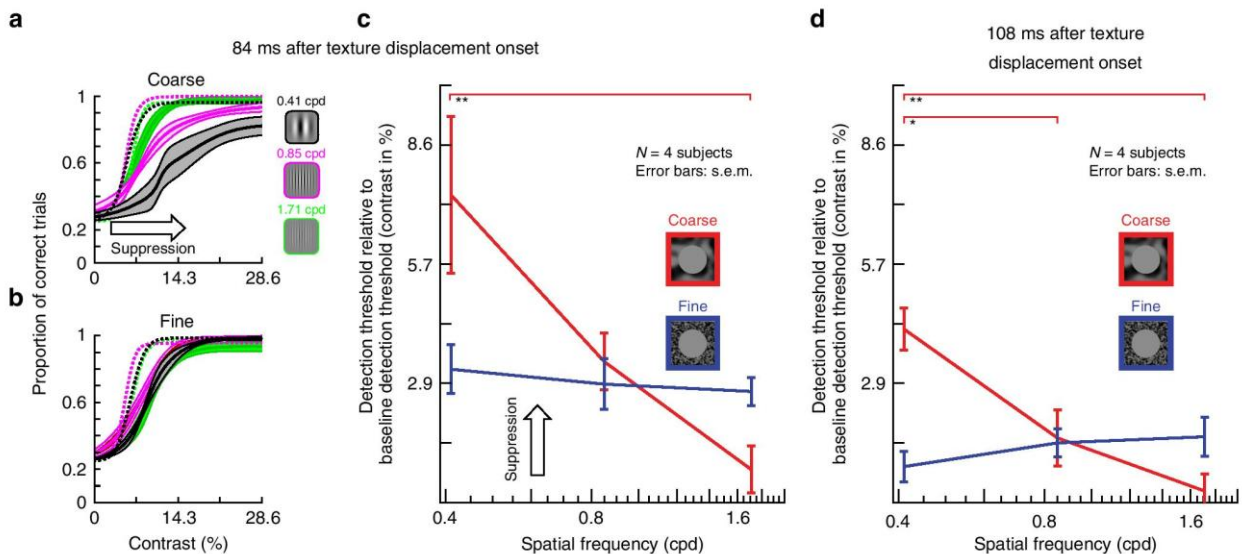 a
84 ms after texture displacement onset
Coarse
Proportion of correct trials
1
0.6
0.2
0
0 14.3 28.6
Suppression
0.41 cpd
0.85 cpd
1.71 cpd
b
Fine
1
0.6
0.2
0
0 14.3 28.6
Contrast (%)
c
Detection threshold relative to
baseline detection threshold (contrast in %)
8.6
5.7
2.9
**
N = 4 subjects
Error bars: s.e.m.
Coarse
Fine
Suppression
0.4 0.8 1.6
Spatial frequency (cpd)
d
108 ms after texture
displacement onset
Detection threshold relative to
baseline detection threshold (contrast in %)
8.6
5.7
2.9
**
*
N = 4 subjects
Error bars: s.e.m.
Coarse
Fine
0.4 0.8 1.6
Spatial frequency (cpd)